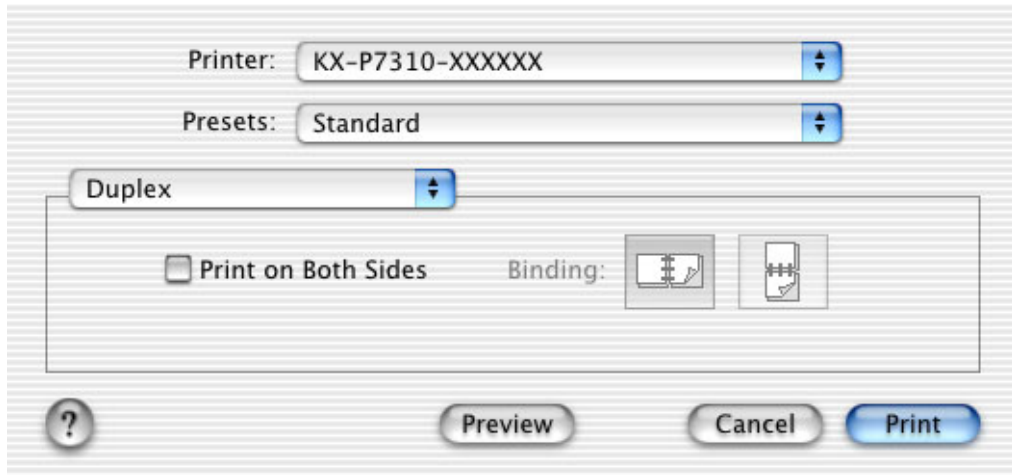 Printer: KX-P7310-XXXXXX
Presets: Standard
Duplex
Print on Both Sides Binding:
? Preview Cancel Print